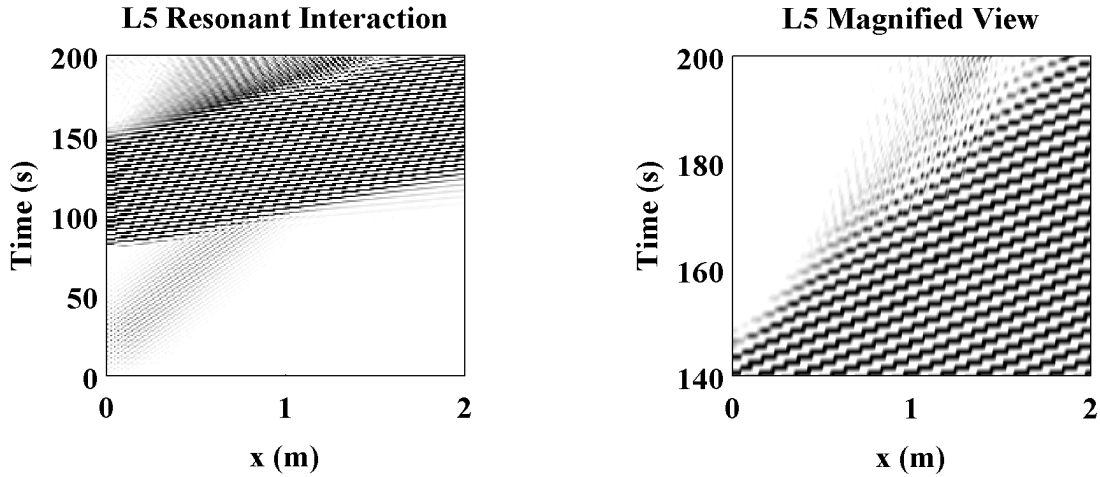 L5 Resonant Interaction
200
150
100
50
0
Time (s)
0 1 2
x (m)
L5 Magnified View
200
180
160
140
Time (s)
0 1 2
x (m)